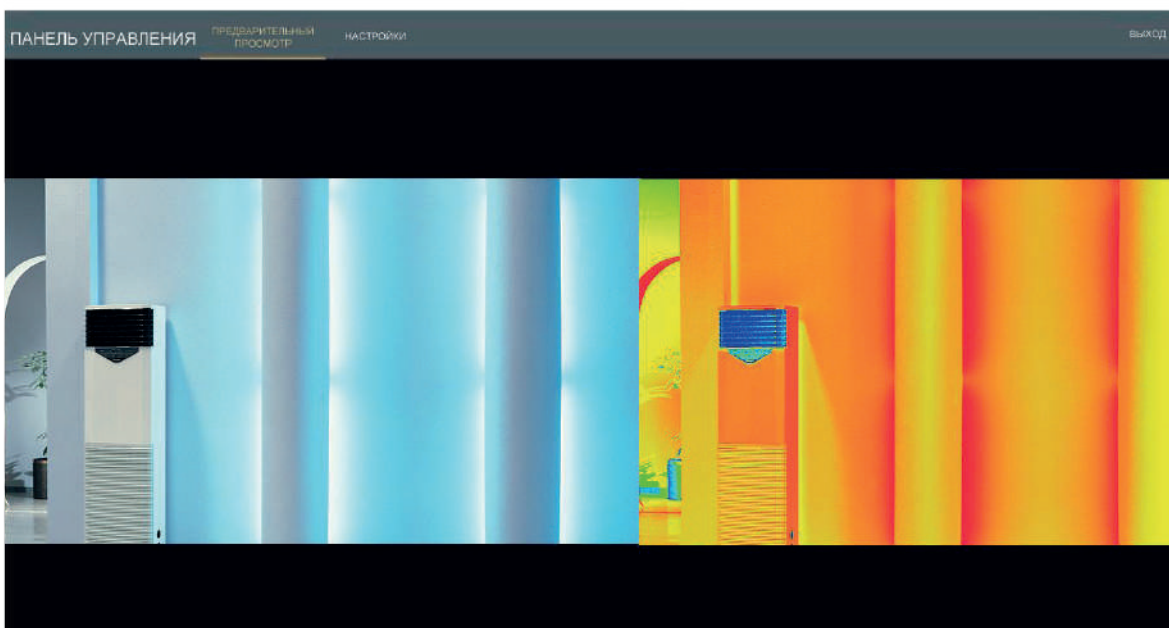 ПАНЕЛЬ УПРАВЛЕНИЯ
ПРЕДВАРИТЕЛЬНЫЙ
ПРОСМОТР
НАСТРОЙКИ
ВЫХОД